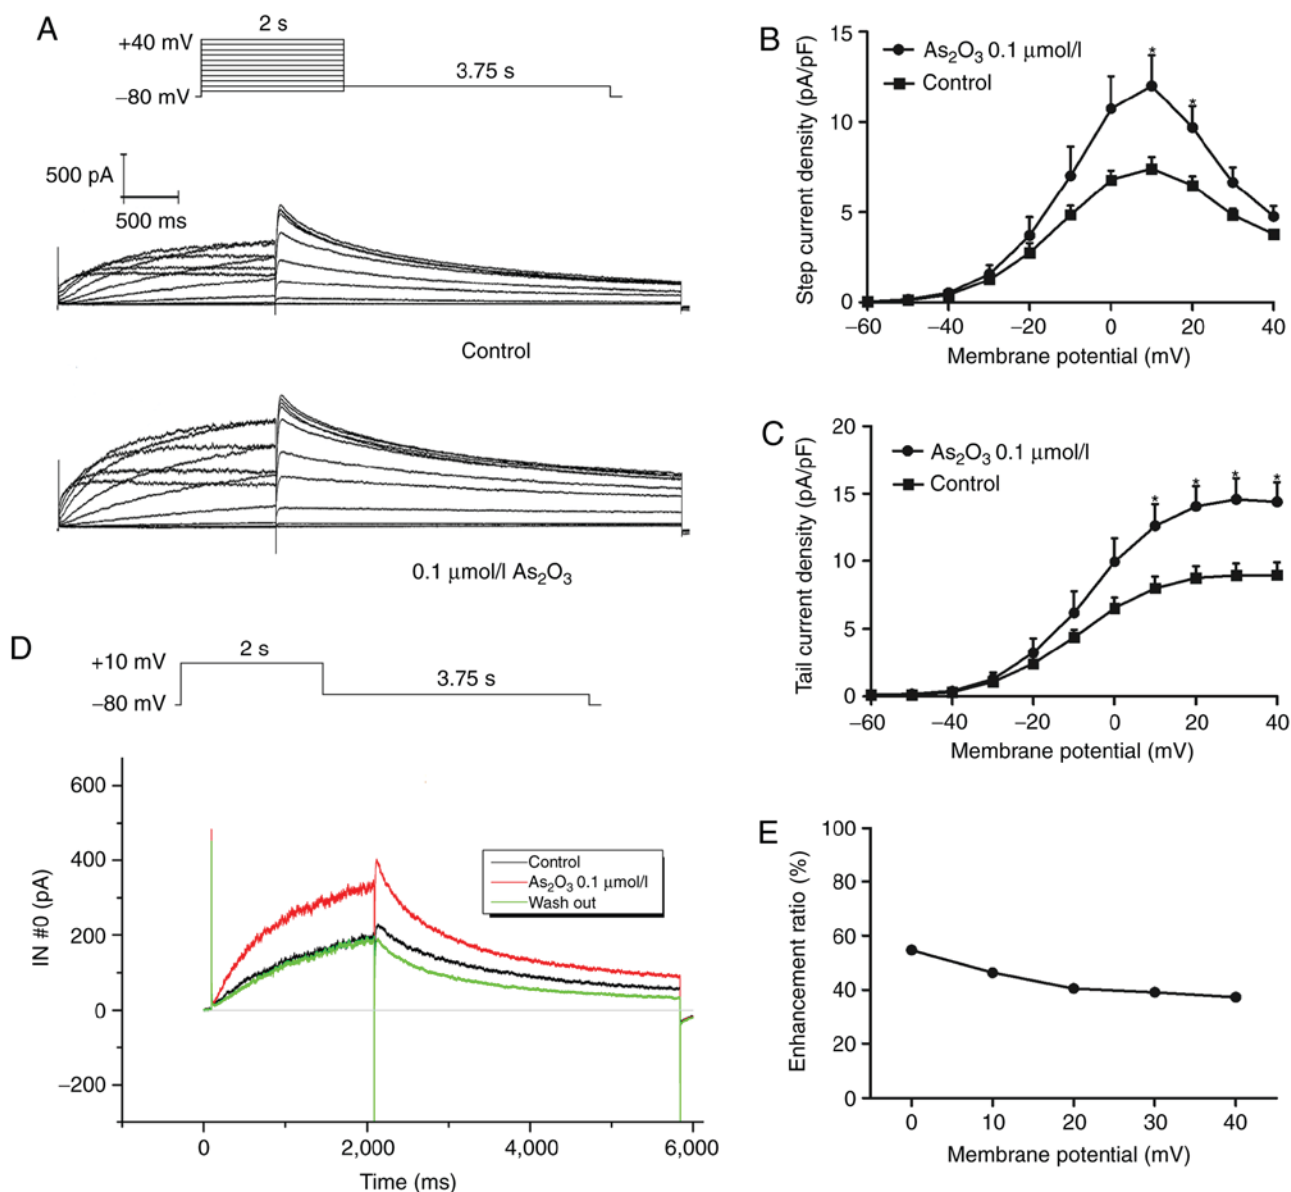 A
2 s
+40 mV
3.75 s
−80 mV
500 pA
500 ms
Control
0.1 μmol/l As₂O₃
B
15
10
5
0
Step current density (pA/pF)
As₂O₃ 0.1 μmol/l
Control
*
*
−60
−40
−20
0
20
40
Membrane potential (mV)
C
20
15
10
5
0
Tail current density (pA/pF)
As₂O₃ 0.1 μmol/l
Control
*
*
*
*
−60
−40
−20
0
20
40
Membrane potential (mV)
D
2 s
+10 mV
3.75 s
−80 mV
600
400
200
0
−200
IN #0 (pA)
Control
As₂O₃ 0.1 μmol/l
Wash out
0
2,000
4,000
6,000
Time (ms)
E
100
80
60
40
20
0
Enhancement ratio (%)
0
10
20
30
40
Membrane potential (mV)